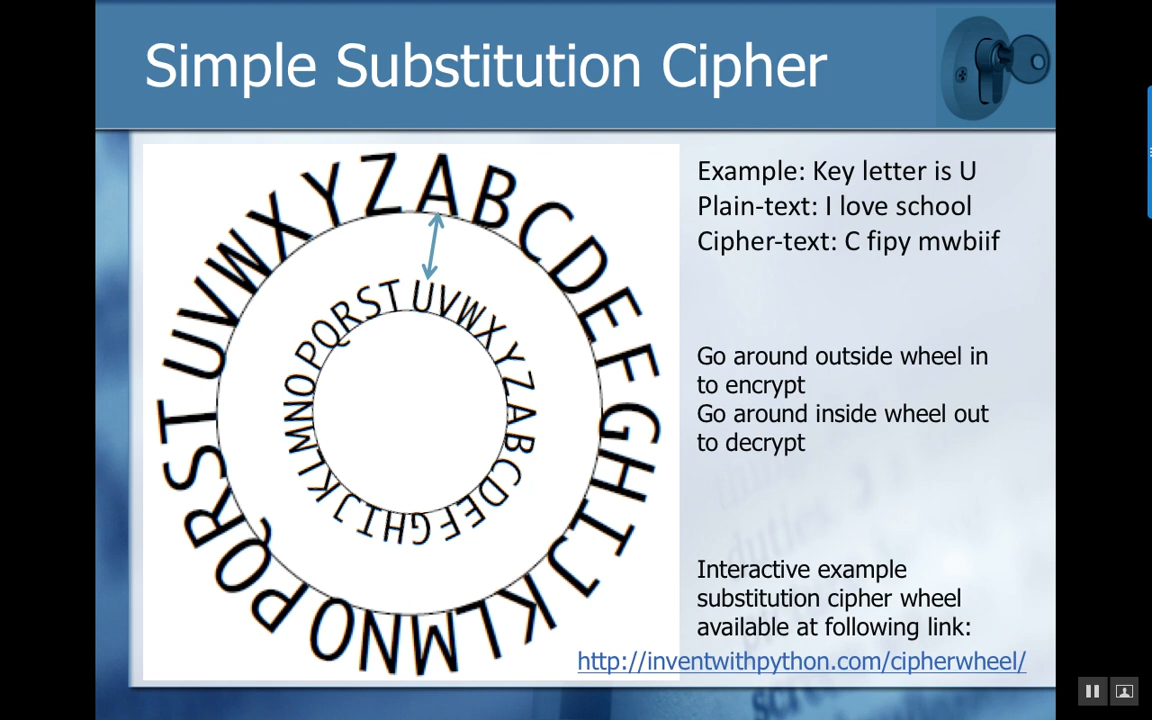 Simple Substitution Cipher
A B C D E F G H I J K L M N O P Q R S T U V W X Y Z
U V W X Y Z A B C D E F G H I J K L M N O P Q R S T
Example: Key letter is U
Plain-text: I love school
Cipher-text: C fipy mwbiif
Go around outside wheel in
to encrypt
Go around inside wheel out
to decrypt
Interactive example
substitution cipher wheel
available at following link:
http://inventwithpython.com/cipherwheel/